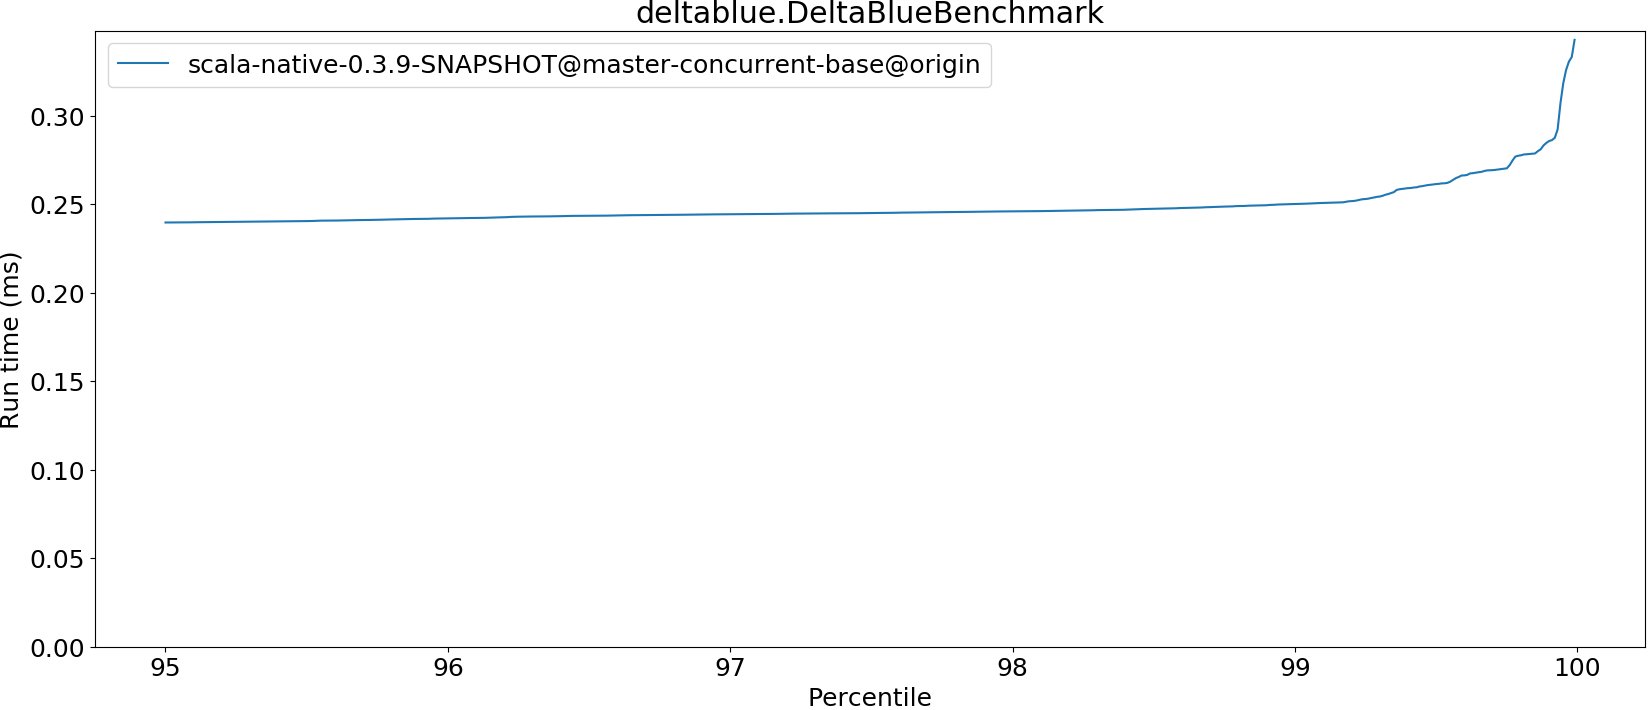 deltablue.DeltaBlueBenchmark
scala-native-0.3.9-SNAPSHOT@master-concurrent-base@origin
Run time (ms)
0.30
0.25
0.20
0.15
0.10
0.05
0.00
95 96 97 98 99 100
Percentile